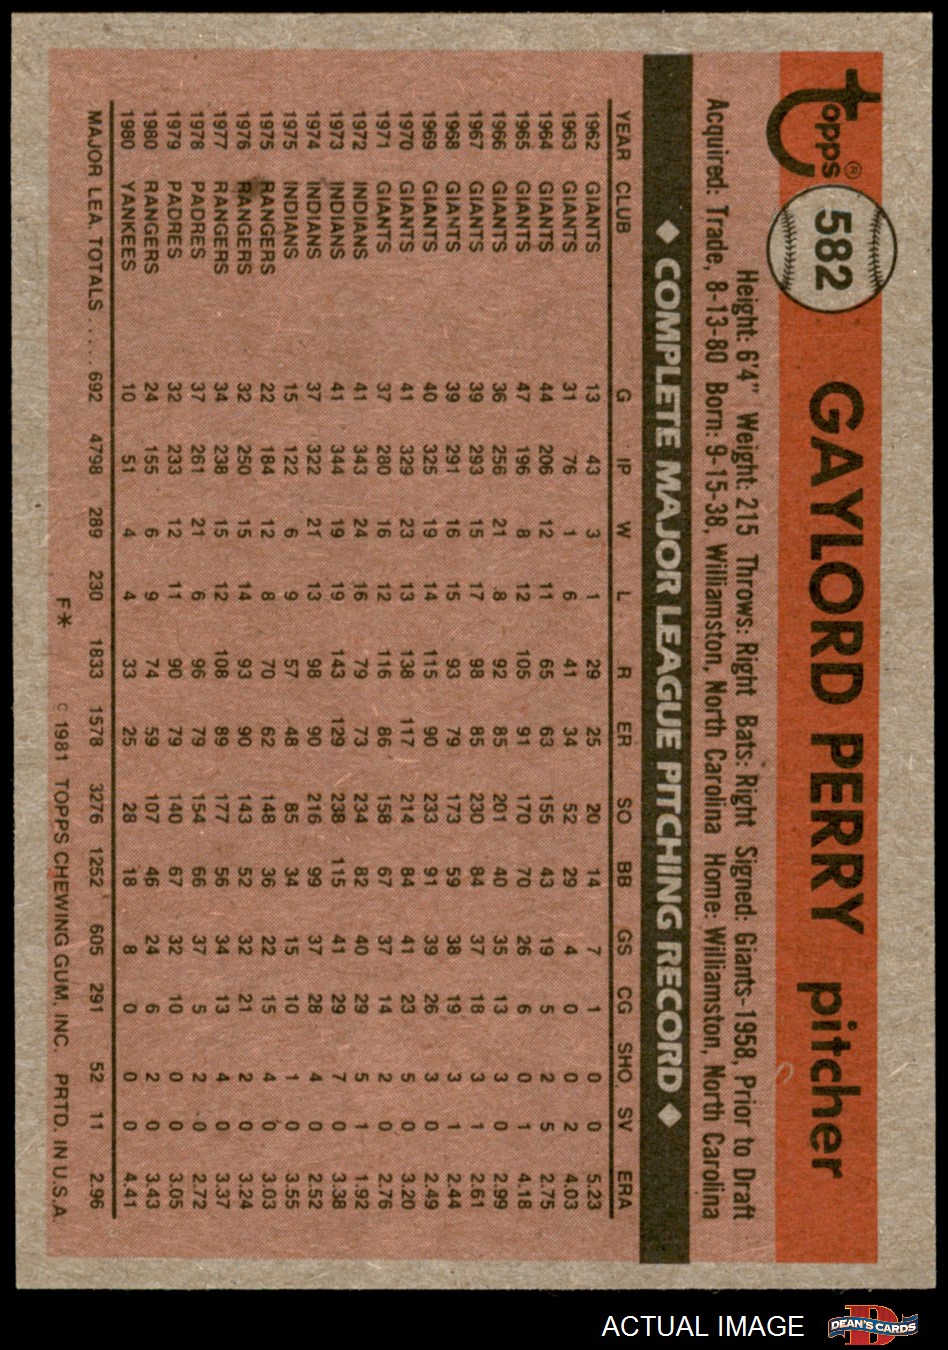 Topps® 582 GAYLORD PERRY pitcher
Height: 6'4" Weight: 215 Throws: Right Bats: Right Signed: Giants-1958, Prior to Draft
Acquired: Trade, 8-13-80 Born: 9-15-38, Williamston, North Carolina Home: Williamston, North Carolina
◆ COMPLETE MAJOR LEAGUE PITCHING RECORD ◆
YEAR CLUB G IP W L R ER SO BB GS CG SHO SV ERA
1962 GIANTS 13 43 3 1 29 25 20 14 7 1 0 0 5.23
1963 GIANTS 31 76 1 6 41 34 52 29 4 0 0 2 4.03
1964 GIANTS 44 206 12 11 65 63 155 43 19 5 2 5 2.75
1965 GIANTS 47 196 8 12 105 91 170 70 26 6 0 1 4.18
1966 GIANTS 36 256 21 8 92 85 201 40 35 13 3 0 2.99
1967 GIANTS 39 293 15 17 98 85 230 84 37 18 3 1 2.61
1968 GIANTS 39 291 16 15 93 79 173 59 38 19 3 1 2.44
1969 GIANTS 40 325 19 14 115 90 233 91 39 26 3 0 2.49
1970 GIANTS 41 329 23 13 138 117 214 84 41 23 5 0 3.20
1971 GIANTS 37 280 16 12 116 86 158 67 37 14 2 0 2.76
1972 INDIANS 41 343 24 16 79 73 234 82 40 29 5 1 1.92
1973 INDIANS 41 344 19 19 143 129 238 115 41 29 7 0 3.38
1974 INDIANS 37 322 21 13 98 90 216 99 37 28 4 0 2.52
1975 INDIANS 15 122 6 9 57 48 85 34 15 10 1 0 3.55
1975 RANGERS 22 184 12 8 70 62 148 36 22 15 4 0 3.03
1976 RANGERS 32 250 15 14 93 90 143 52 32 21 2 0 3.24
1977 RANGERS 34 238 15 12 108 89 177 56 34 13 4 0 3.37
1978 PADRES 37 261 21 6 96 79 154 66 37 5 2 0 2.72
1979 PADRES 32 233 12 11 90 79 140 67 32 10 0 0 3.05
1980 RANGERS 24 155 6 9 74 59 107 46 24 6 2 0 3.43
1980 YANKEES 10 51 4 4 33 25 28 18 8 0 0 0 4.41
MAJOR LEA. TOTALS ..... 692 4798 289 230 1833 1578 3276 1252 605 291 52 11 2.96
F* © 1981 TOPPS CHEWING GUM, INC. PRTD. IN U.S.A.
ACTUAL IMAGE D DEAN'S CARDS